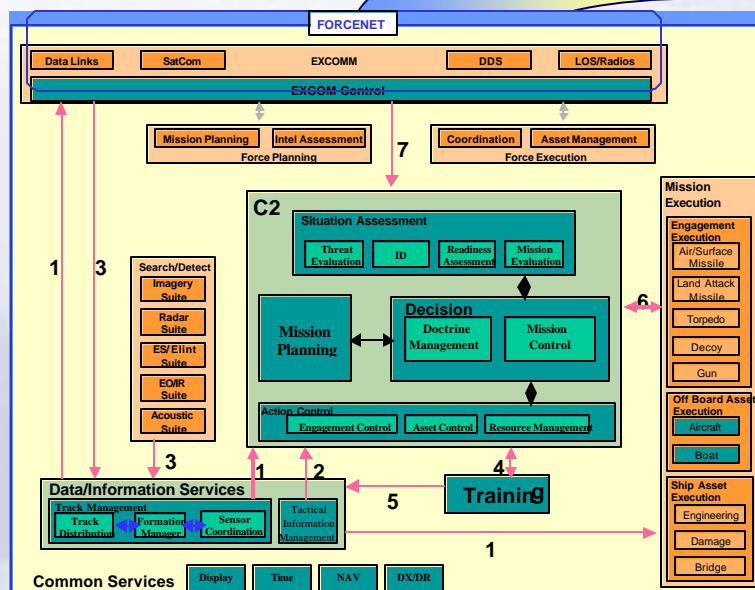 FORCENET
Data Links
SatCom
EXCOMM
DDS
LOS/Radios
EXCOM Control
Mission Planning
Intel Assessment
Force Planning
Coordination
Asset Management
Force Execution
7
1
3
C2
Situation Assessment
Threat
Evaluation
ID
Readiness
Assessment
Mission
Evaluation
Mission
Planning
Decision
Doctrine
Management
Mission
Control
Action Control
Engagement Control
Asset Control
Resource Management
Search/Detect
Imagery
Suite
Radar
Suite
ES/Elint
Suite
EO/IR
Suite
Acoustic
Suite
3
1
2
4
5
6
1
Mission
Execution
Engagement
Execution
Air/Surface
Missile
Land Attack
Missile
Torpedo
Decoy
Gun
Off Board Asset
Execution
Aircraft
Boat
Ship Asset
Execution
Engineering
Damage
Bridge
Training
Data/Information Services
Track Management
Track
Distribution
Formation
Manager
Sensor
Coordination
Tactical
Information
Management
Common Services
Display
Time
NAV
DX/DR